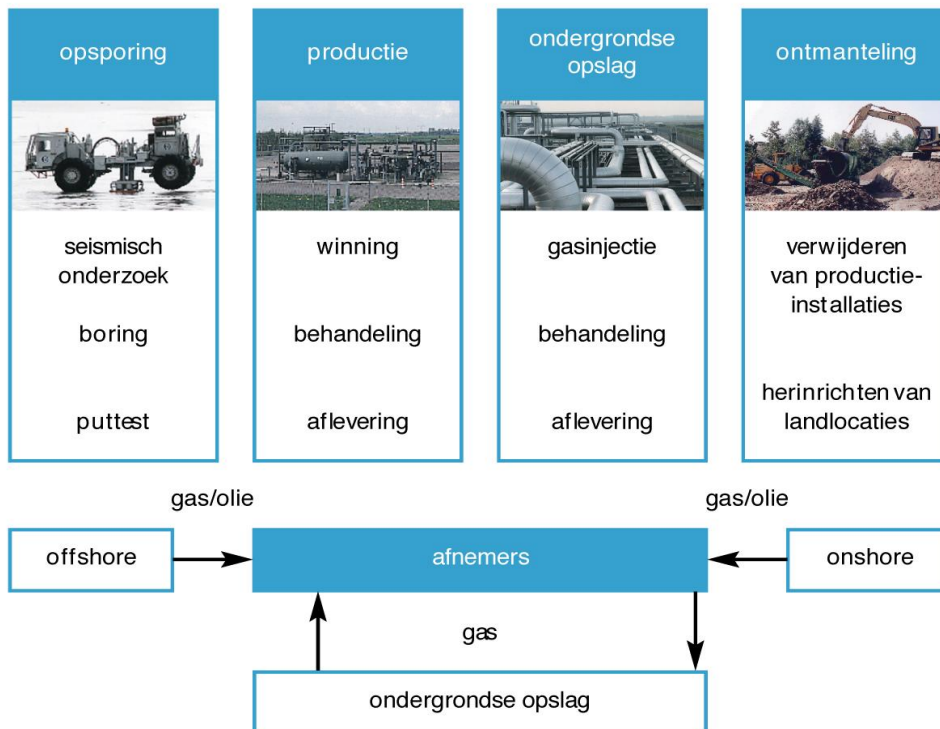 opsporing
seismisch
onderzoek
boring
puttest
productie
winning
behandeling
aflevering
ondergrondse
opslag
gasinjectie
behandeling
aflevering
ontmanteling
verwijderen
van productie-
installaties
herinrichten van
landlocaties
gas/olie
gas/olie
offshore
afnemers
onshore
gas
ondergrondse opslag